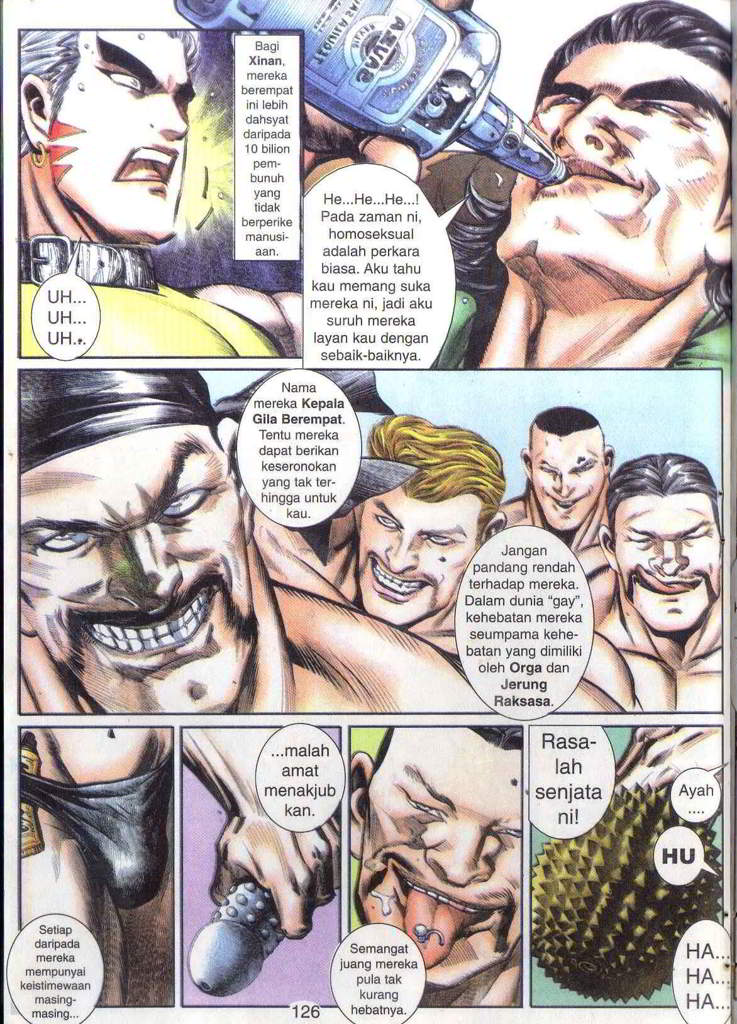 Bagi
Xinan,
mereka
berempat
ini lebih
dahsyat
daripada
10 bilion
pem-
bunuh
yang
tidak
berperike
manusi-
aan.
UH...
UH...
UH...
He...He...He...!
Pada zaman ni,
homoseksual
adalah perkara
biasa. Aku tahu
kau memang suka
mereka ni, jadi aku
suruh mereka
layan kau dengan
sebaik-baiknya.
Nama
mereka Kepala
Gila Berempat.
Tentu mereka
dapat berikan
keseronokan
yang tak ter-
hingga untuk
kau.
Jangan
pandang rendah
terhadap mereka.
Dalam dunia “gay”,
kehebatan mereka
seumpama kehe-
batan yang dimiliki
oleh Orga dan
Jerung
Raksasa.
Setiap
daripada
mereka
mempunyai
keistimewaan
masing-
masing...
...malah
amat
menakjub
kan.
Semangat
juang mereka
pula tak
kurang
hebatnya.
Rasa-
lah
senjata
ni!
Ayah
....
HU
HA...
HA...
HA...
126